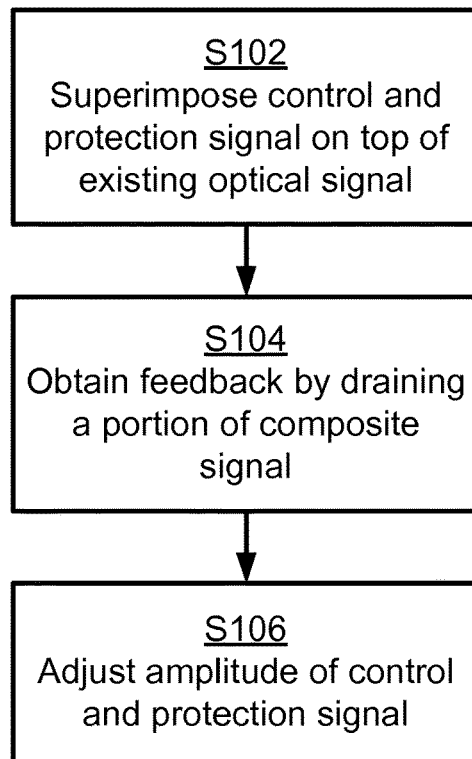 S102
Superimpose control and
protection signal on top of
existing optical signal
S104
Obtain feedback by draining
a portion of composite
signal
S106
Adjust amplitude of control
and protection signal